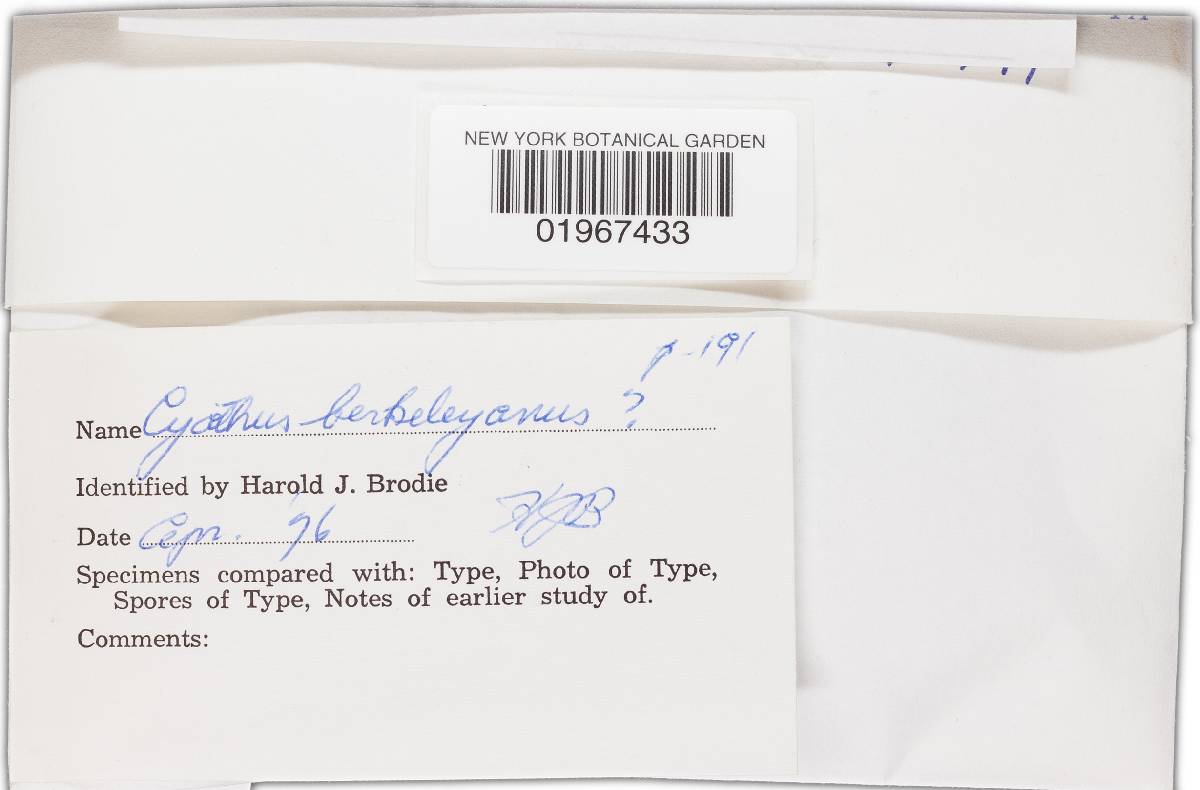 NEW YORK BOTANICAL GARDEN
01967433
p-191
Name Cyathus berkeleyanus ?
Identified by Harold J. Brodie
Date Apr. '76 HJB
Specimens compared with: Type, Photo of Type,
Spores of Type, Notes of earlier study of.
Comments: